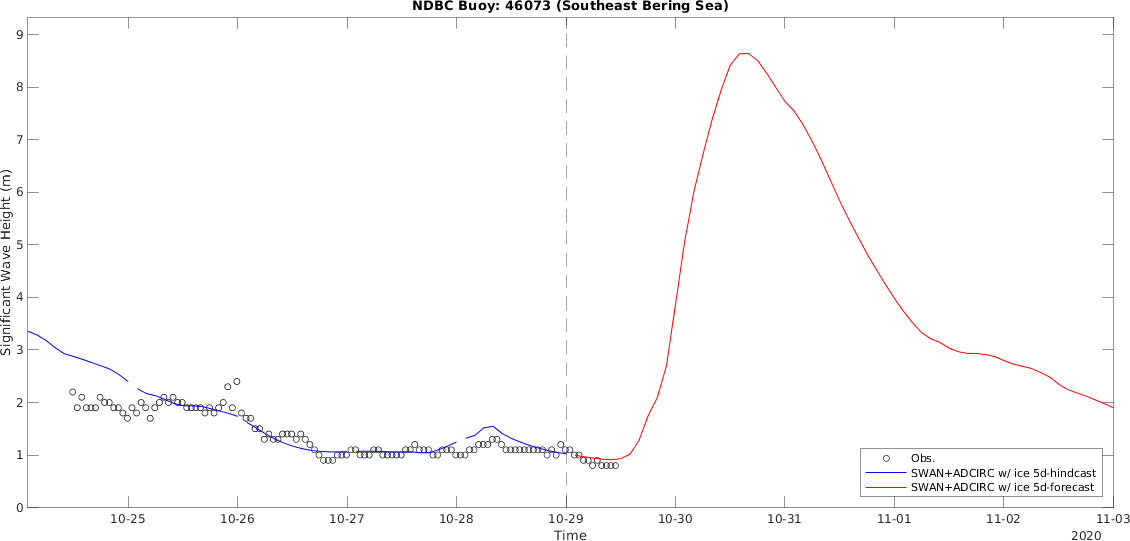 NDBC Buoy: 46073 (Southeast Bering Sea)
Significant Wave Height (m)
9
8
7
6
5
4
3
2
1
0
Obs.
SWAN+ADCIRC w/ ice 5d-hindcast
SWAN+ADCIRC w/ ice 5d-forecast
10-25 10-26 10-27 10-28 10-29 10-30 10-31 11-01 11-02 11-03
Time
2020